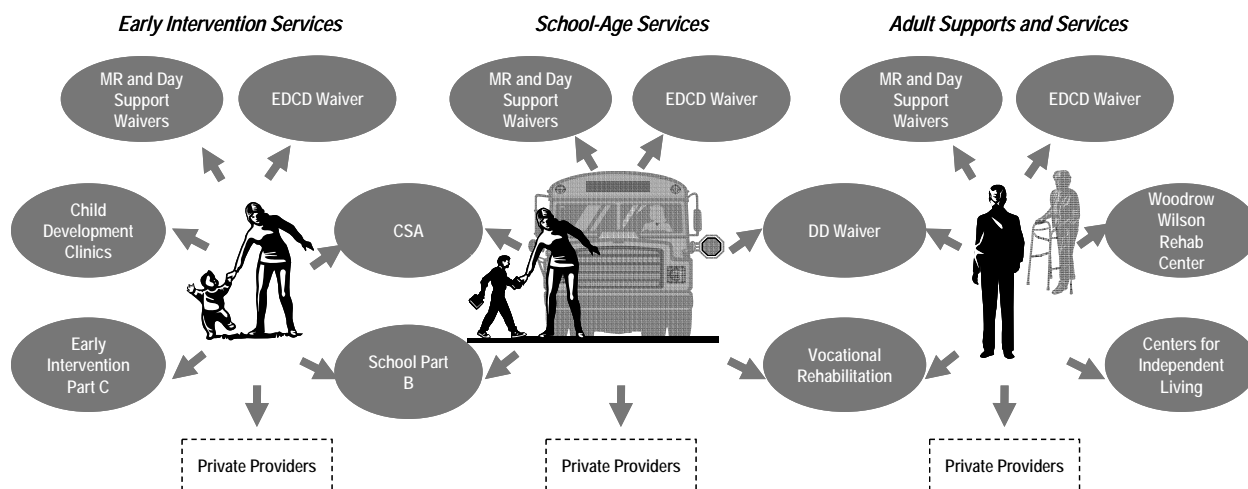 Early Intervention Services
School-Age Services
Adult Supports and Services
MR and Day
Support
Waivers
EDCD Waiver
MR and Day
Support
Waivers
EDCD Waiver
MR and Day
Support
Waivers
EDCD Waiver
Child
Development
Clinics
CSA
DD Waiver
Woodrow
Wilson
Rehab
Center
Early
Intervention
Part C
School Part
B
Vocational
Rehabilitation
Centers for
Independent
Living
Private Providers
Private Providers
Private Providers